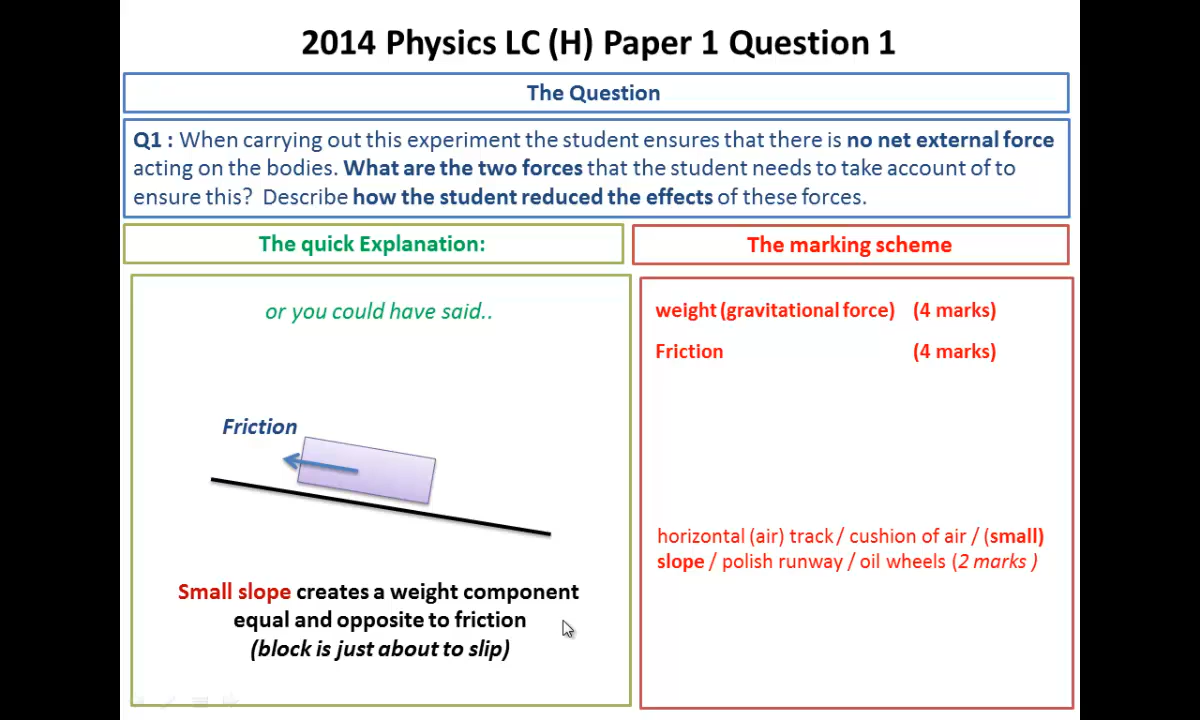 2014 Physics LC (H) Paper 1 Question 1
The Question
Q1 : When carrying out this experiment the student ensures that there is no net external force
acting on the bodies. What are the two forces that the student needs to take account of to
ensure this? Describe how the student reduced the effects of these forces.
The quick Explanation:
or you could have said..
Friction
Small slope creates a weight component
equal and opposite to friction
(block is just about to slip)
The marking scheme
weight (gravitational force) (4 marks)
Friction (4 marks)
horizontal (air) track / cushion of air / (small)
slope / polish runway / oil wheels (2 marks )